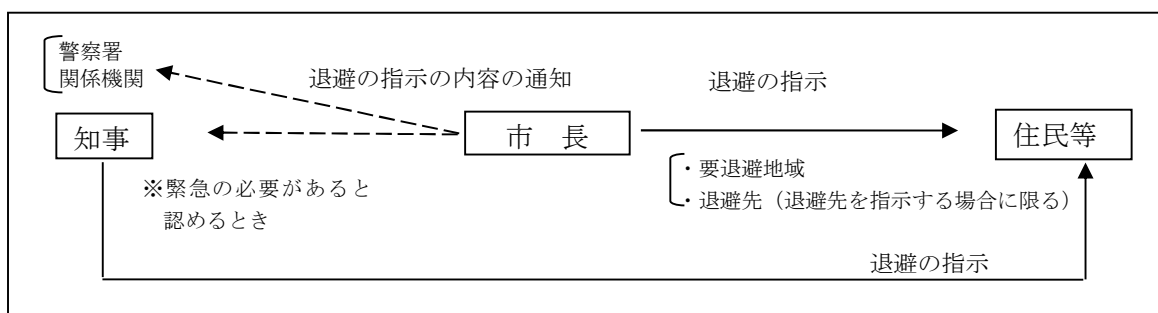 警察署
関係機関
退避の指示の内容の通知
退避の指示
知事
市　長
住民等
・要退避地域
・退避先（退避先を指示する場合に限る）
※緊急の必要があると
認めるとき
退避の指示